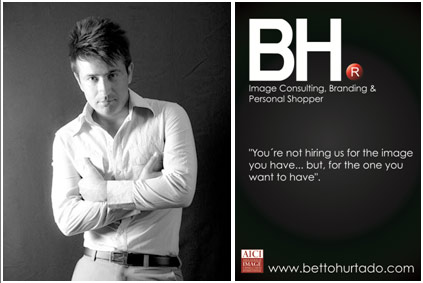 BH
R
Image Consulting, Branding &
Personal Shopper
"You´re not hiring us for the image
you have... but, for the one you
want to have".
AICI
IMAGE
www.bettohurtado.com